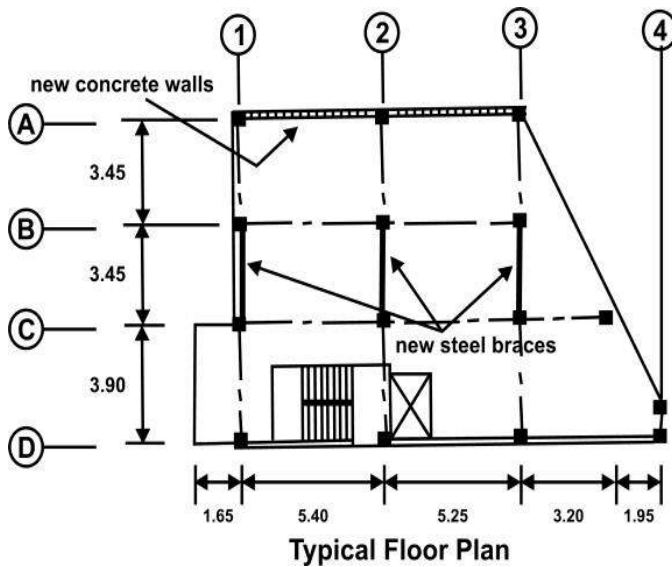 1
2
3
4
new concrete walls
A
3.45
B
3.45
C
new steel braces
3.90
D
1.65
5.40
5.25
3.20
1.95
Typical Floor Plan